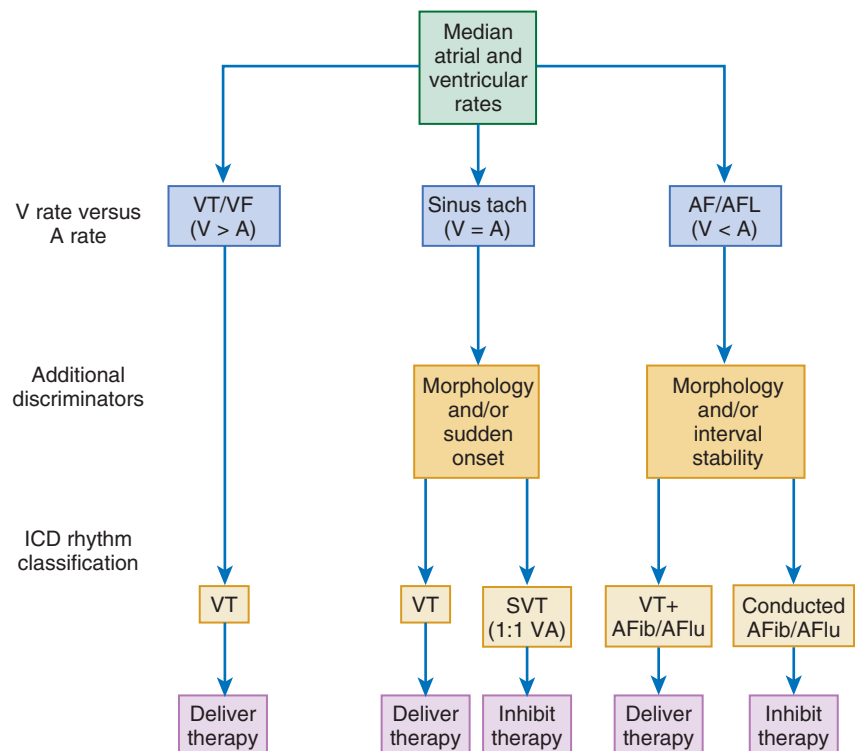 Median
atrial and
ventricular
rates
V rate versus
A rate
VT/VF
(V > A)
Sinus tach
(V = A)
AF/AFL
(V < A)
Additional
discriminators
Morphology
and/or
sudden
onset
Morphology
and/or
interval
stability
ICD rhythm
classification
VT
VT
SVT
(1:1 VA)
VT+
AFib/AFlu
Conducted
AFib/AFlu
Deliver
therapy
Deliver
therapy
Inhibit
therapy
Deliver
therapy
Inhibit
therapy